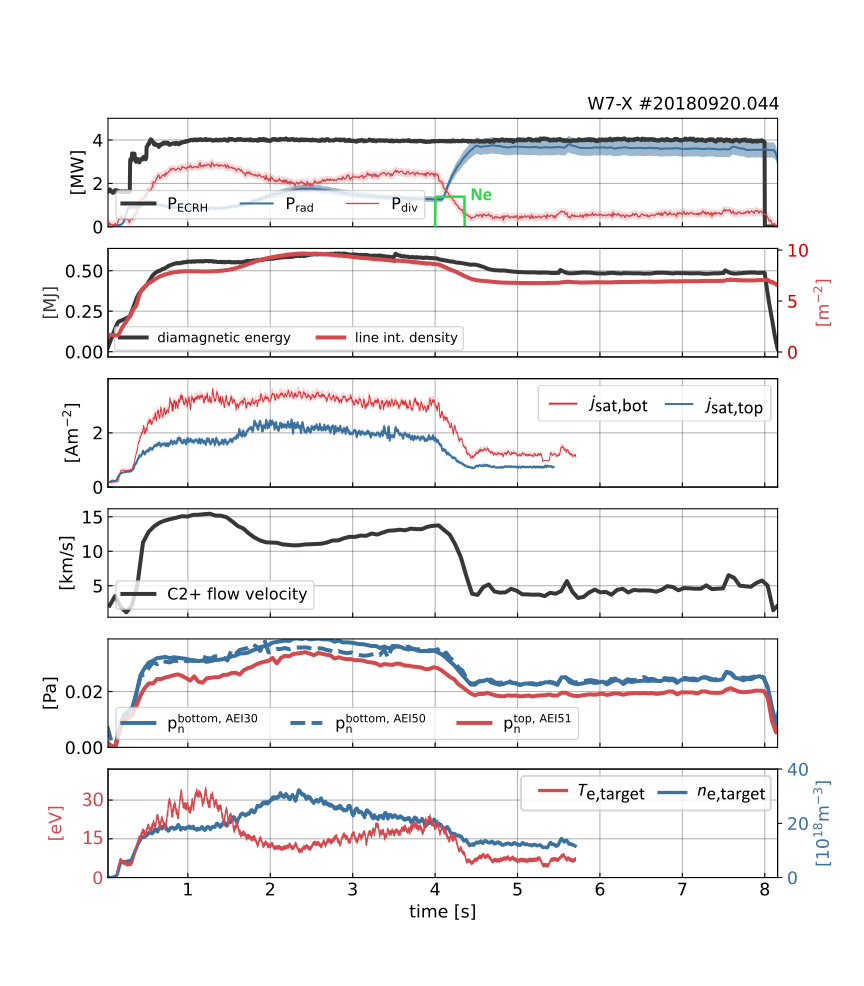 W7-X #20180920.044
4
2
0
[MW]
P_ECRH P_rad P_div
Ne
0.50
0.25
0.00
[MJ]
10
5
0
[m⁻²]
diamagnetic energy line int. density
2
0
[Am⁻²]
j_sat,bot j_sat,top
15
10
5
[km/s]
C2+ flow velocity
0.02
0.00
[Pa]
p_n^bottom, AEI30 p_n^bottom, AEI50 p_n^top, AEI51
30
15
0
[eV]
40
20
0
[10¹⁸m⁻³]
T_e,target n_e,target
1 2 3 4 5 6 7 8
time [s]